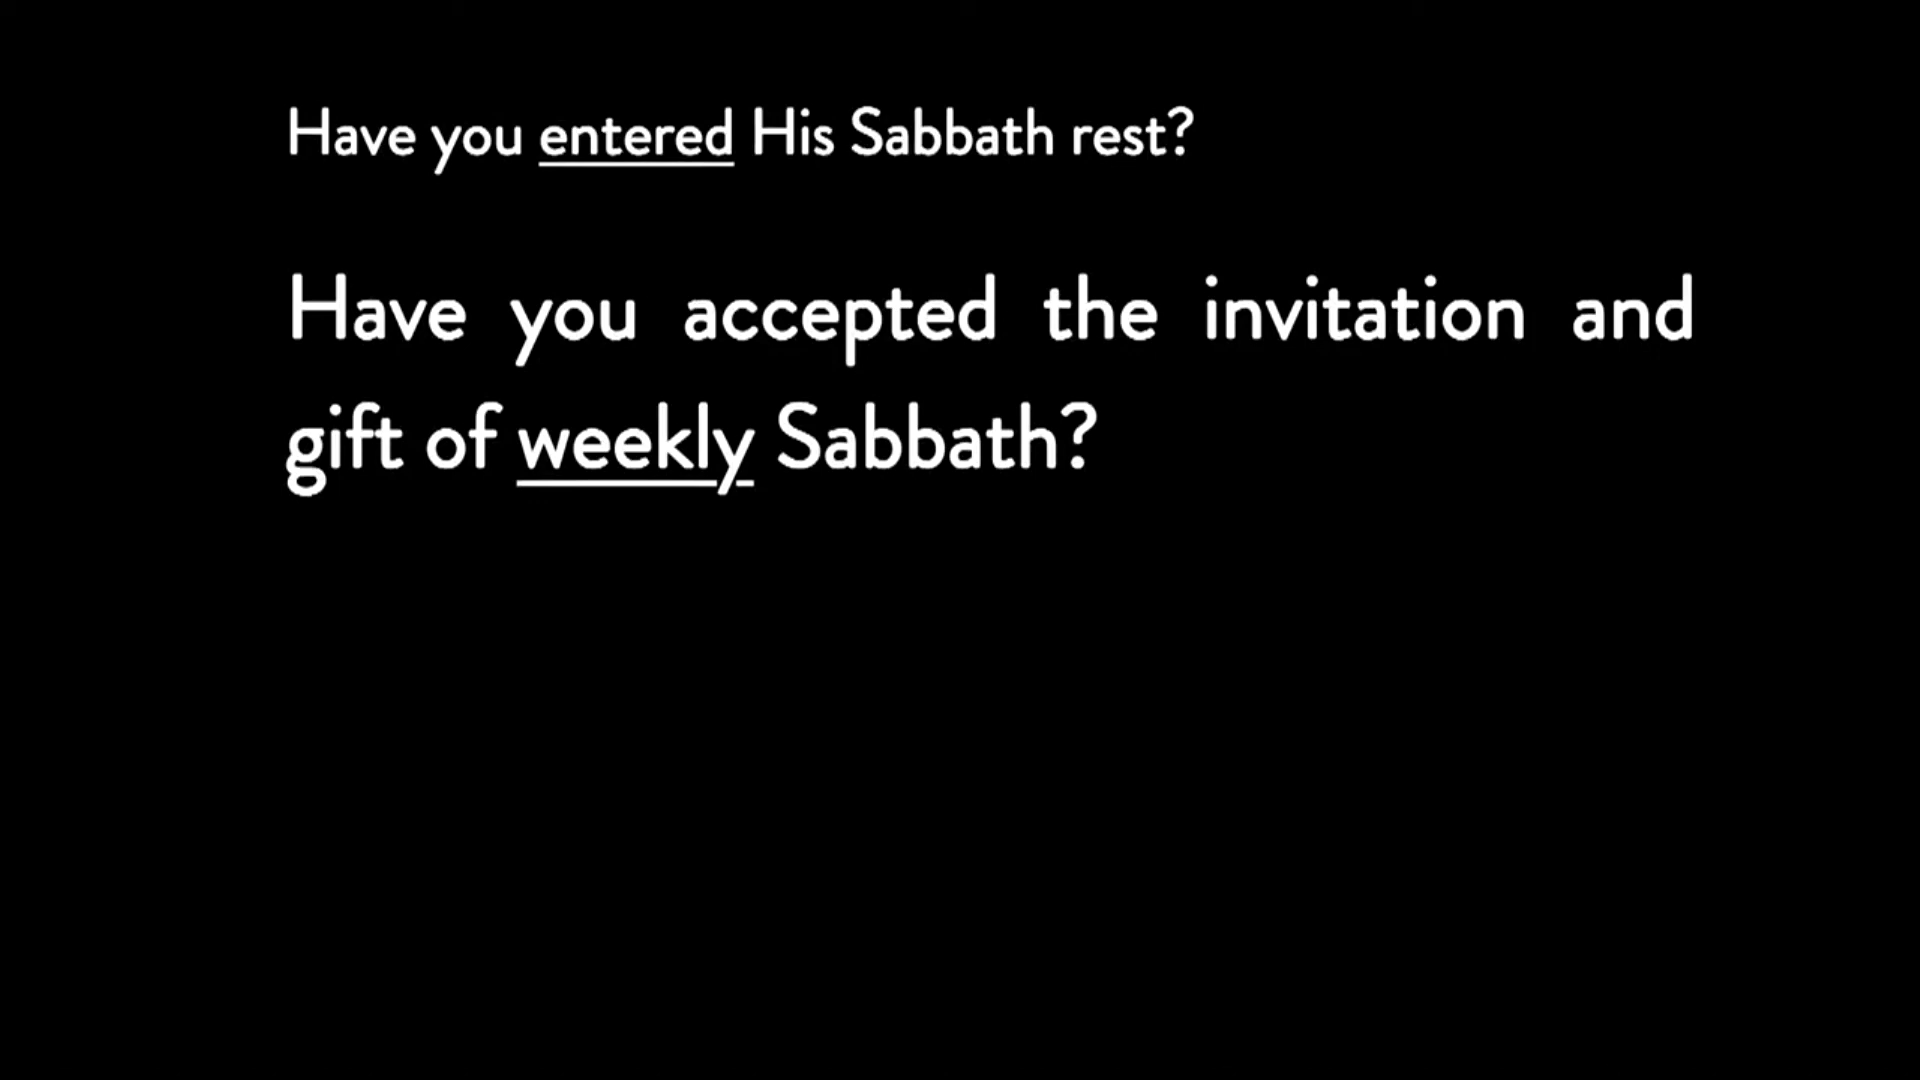 Have you entered His Sabbath rest?
Have you accepted the invitation and
gift of weekly Sabbath?